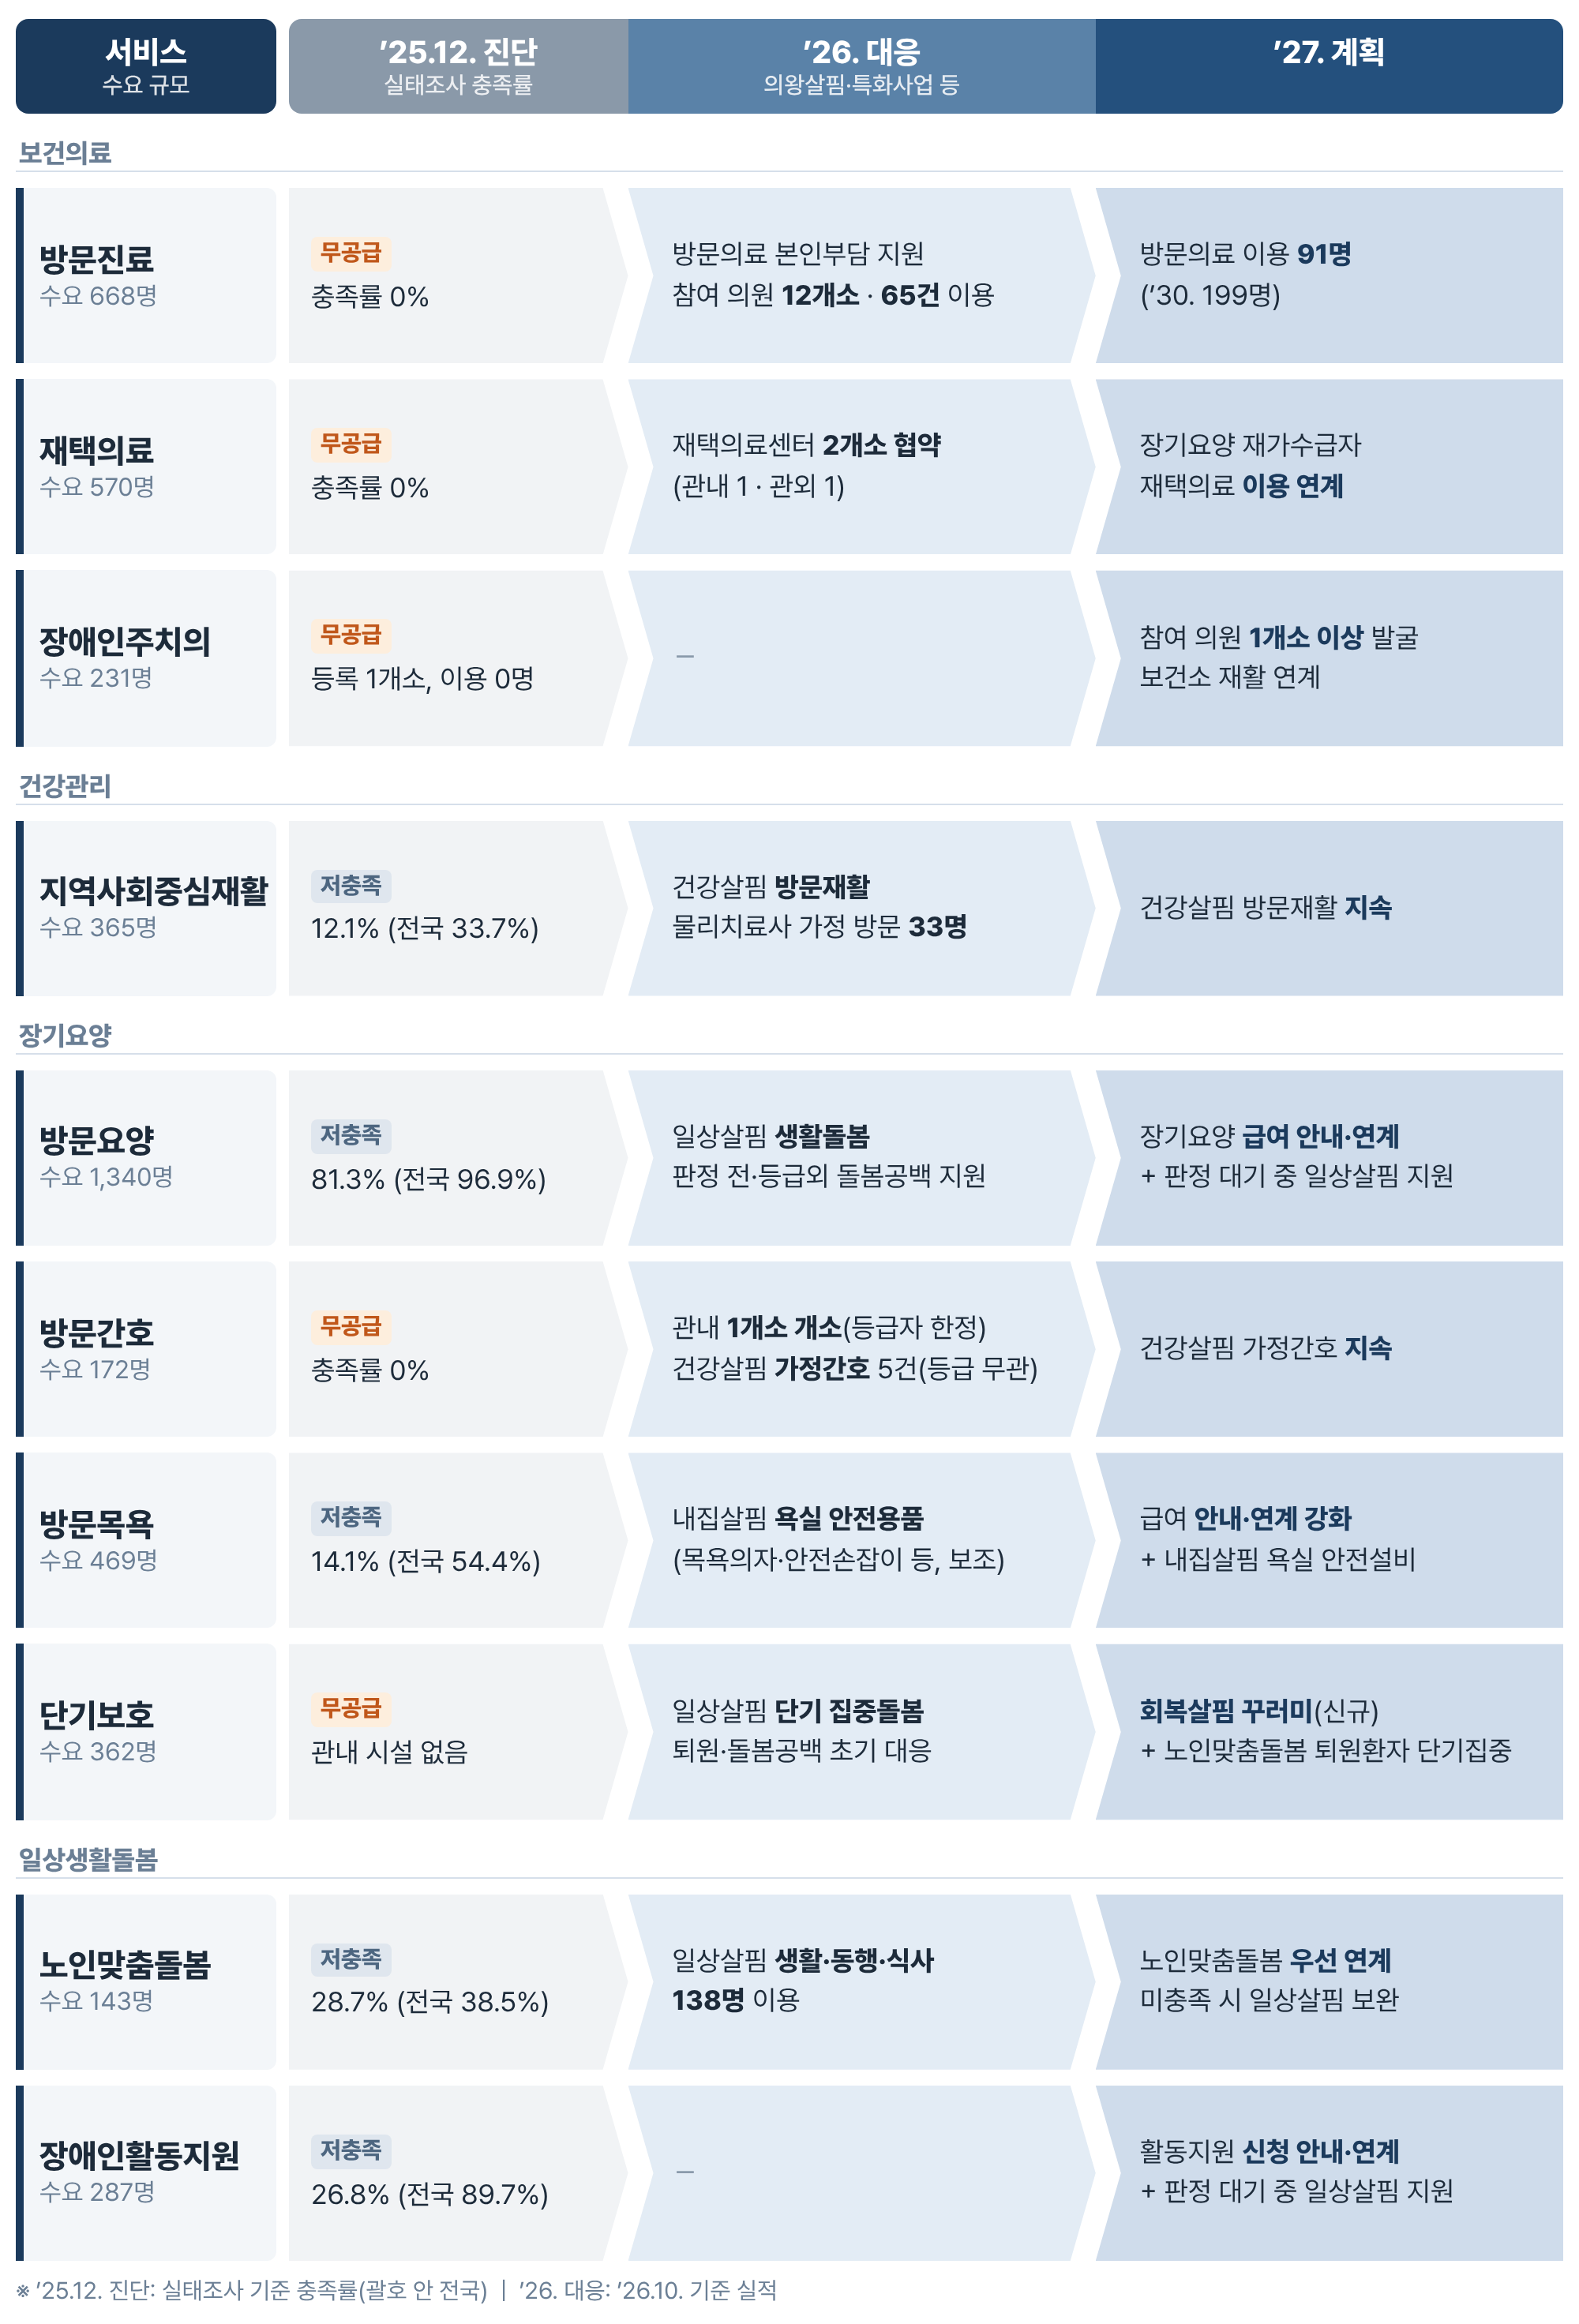 서비스
수요 규모
’25.12. 진단
실태조사 충족률
’26. 대응
의왕살핌·특화사업 등
’27. 계획
보건의료
방문진료
수요 668명
무공급
충족률 0%
방문의료 본인부담 지원
참여 의원 12개소 · 65건 이용
방문의료 이용 91명
(’30. 199명)
재택의료
수요 570명
무공급
충족률 0%
재택의료센터 2개소 협약
(관내 1 · 관외 1)
장기요양 재가수급자
재택의료 이용 연계
장애인주치의
수요 231명
무공급
등록 1개소, 이용 0명
–
참여 의원 1개소 이상 발굴
보건소 재활 연계
건강관리
지역사회중심재활
수요 365명
저충족
12.1% (전국 33.7%)
건강살핌 방문재활
물리치료사 가정 방문 33명
건강살핌 방문재활 지속
장기요양
방문요양
수요 1,340명
저충족
81.3% (전국 96.9%)
일상살핌 생활돌봄
판정 전·등급외 돌봄공백 지원
장기요양 급여 안내·연계
+ 판정 대기 중 일상살핌 지원
방문간호
수요 172명
무공급
충족률 0%
관내 1개소 개소(등급자 한정)
건강살핌 가정간호 5건(등급 무관)
건강살핌 가정간호 지속
방문목욕
수요 469명
저충족
14.1% (전국 54.4%)
내집살핌 욕실 안전용품
(목욕의자·안전손잡이 등, 보조)
급여 안내·연계 강화
+ 내집살핌 욕실 안전설비
단기보호
수요 362명
무공급
관내 시설 없음
일상살핌 단기 집중돌봄
퇴원·돌봄공백 초기 대응
회복살핌 꾸러미(신규)
+ 노인맞춤돌봄 퇴원환자 단기집중
일상생활돌봄
노인맞춤돌봄
수요 143명
저충족
28.7% (전국 38.5%)
일상살핌 생활·동행·식사
138명 이용
노인맞춤돌봄 우선 연계
미충족 시 일상살핌 보완
장애인활동지원
수요 287명
저충족
26.8% (전국 89.7%)
–
활동지원 신청 안내·연계
+ 판정 대기 중 일상살핌 지원
※ ’25.12. 진단: 실태조사 기준 충족률(괄호 안 전국) | ’26. 대응: ’26.10. 기준 실적